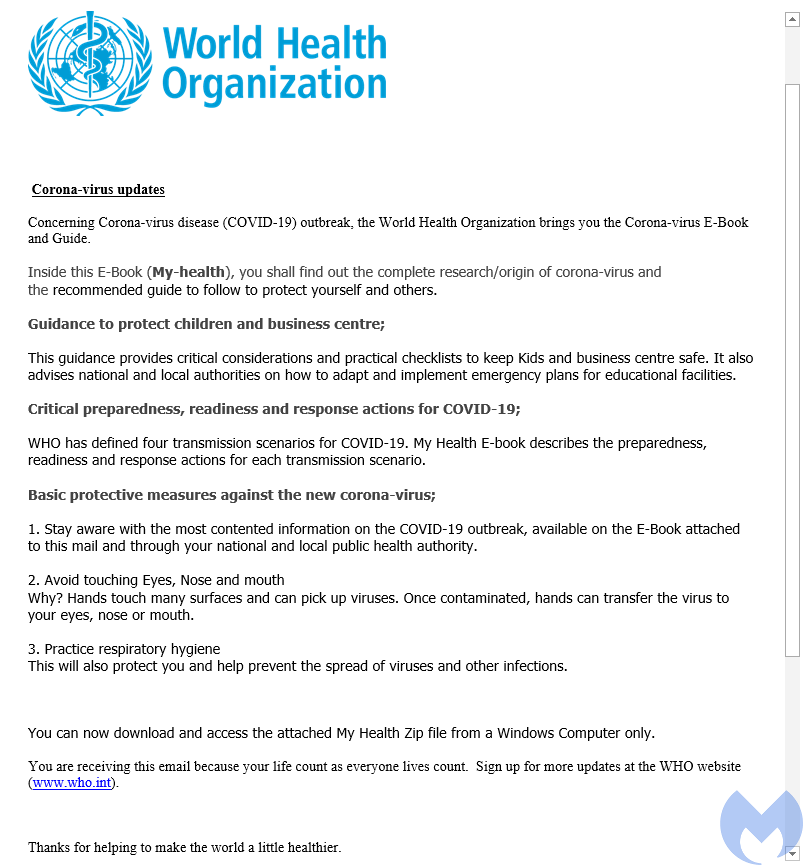 World Health
Organization
Corona-virus updates
Concerning Corona-virus disease (COVID-19) outbreak, the World Health Organization brings you the Corona-virus E-Book
and Guide.
Inside this E-Book (My-health), you shall find out the complete research/origin of corona-virus and
the recommended guide to follow to protect yourself and others.
Guidance to protect children and business centre;
This guidance provides critical considerations and practical checklists to keep Kids and business centre safe. It also
advises national and local authorities on how to adapt and implement emergency plans for educational facilities.
Critical preparedness, readiness and response actions for COVID-19;
WHO has defined four transmission scenarios for COVID-19. My Health E-book describes the preparedness,
readiness and response actions for each transmission scenario.
Basic protective measures against the new corona-virus;
1. Stay aware with the most contented information on the COVID-19 outbreak, available on the E-Book attached
to this mail and through your national and local public health authority.
2. Avoid touching Eyes, Nose and mouth
Why? Hands touch many surfaces and can pick up viruses. Once contaminated, hands can transfer the virus to
your eyes, nose or mouth.
3. Practice respiratory hygiene
This will also protect you and help prevent the spread of viruses and other infections.
You can now download and access the attached My Health Zip file from a Windows Computer only.
You are receiving this email because your life count as everyone lives count.  Sign up for more updates at the WHO website
(www.who.int).
Thanks for helping to make the world a little healthier.